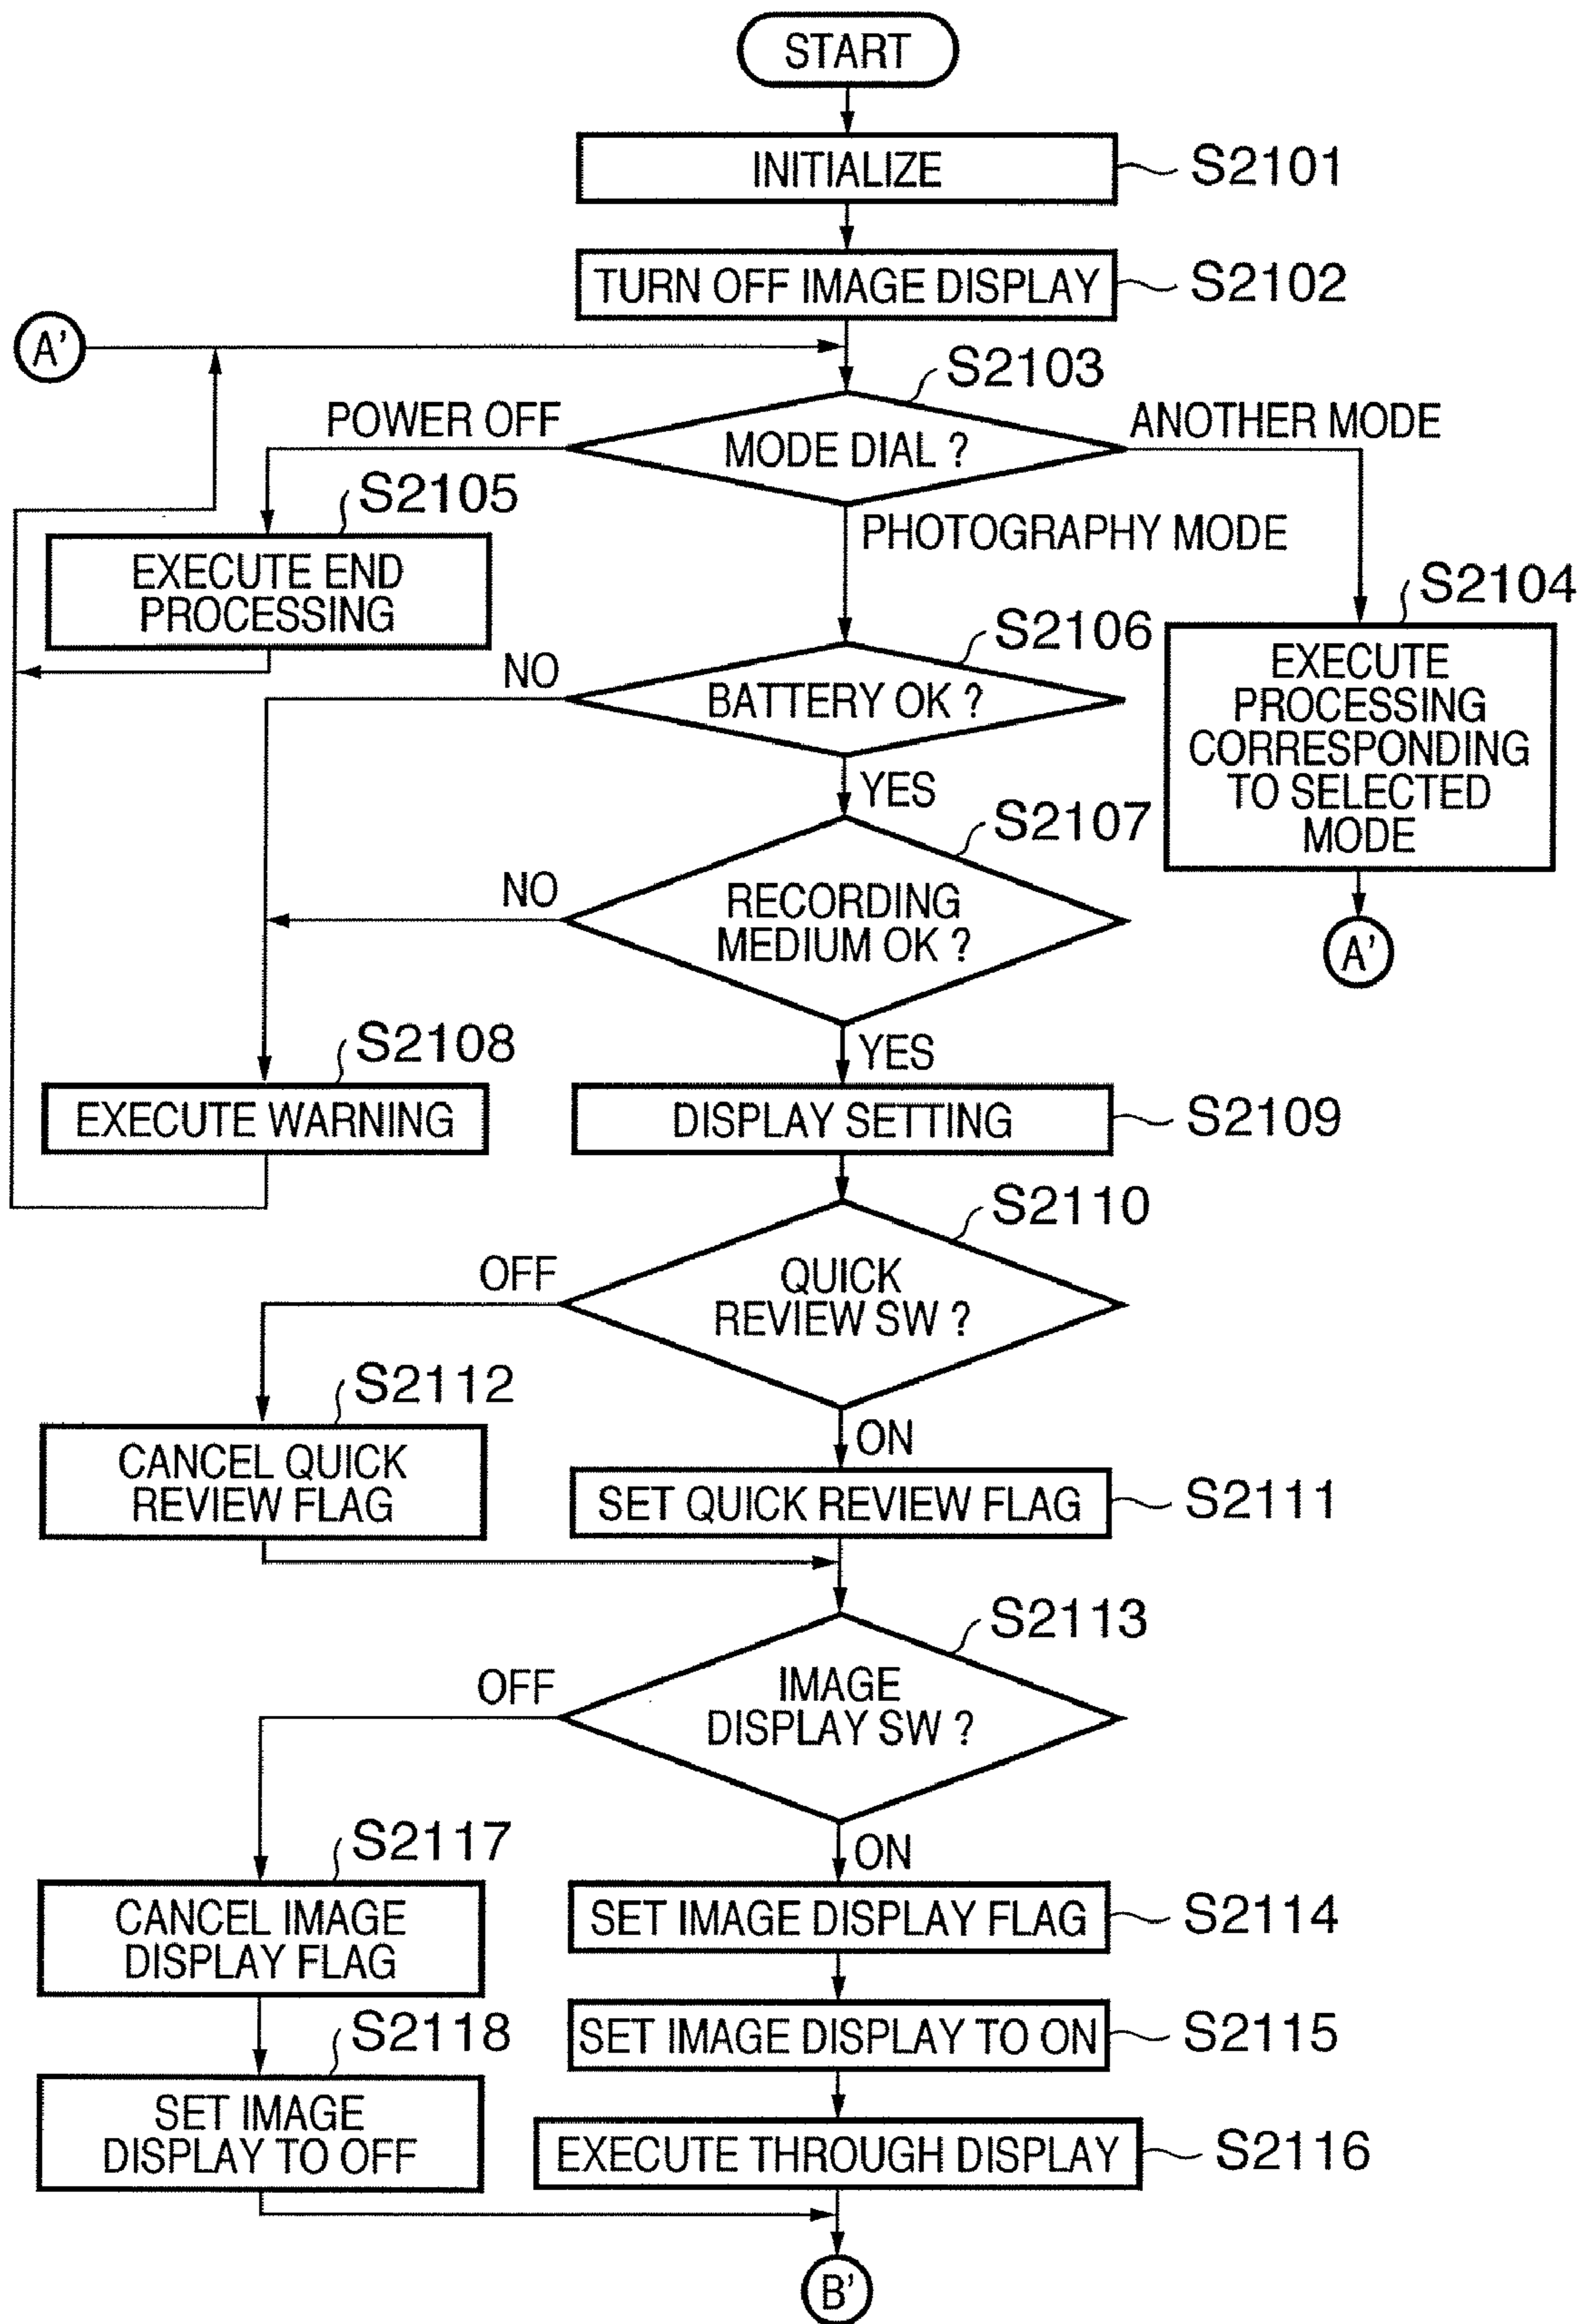 START
INITIALIZE
S2101
TURN OFF IMAGE DISPLAY
S2102
A'
S2103
POWER OFF
MODE DIAL ?
ANOTHER MODE
S2105
PHOTOGRAPHY MODE
EXECUTE END
PROCESSING
S2104
S2106
NO
BATTERY OK ?
EXECUTE
PROCESSING
CORRESPONDING
TO SELECTED
MODE
YES
S2107
NO
RECORDING
MEDIUM OK ?
A'
S2108
YES
EXECUTE WARNING
DISPLAY SETTING
S2109
S2110
OFF
QUICK
REVIEW SW ?
S2112
ON
CANCEL QUICK
REVIEW FLAG
SET QUICK REVIEW FLAG
S2111
S2113
OFF
IMAGE
DISPLAY SW ?
S2117
ON
CANCEL IMAGE
DISPLAY FLAG
SET IMAGE DISPLAY FLAG
S2114
S2118
SET IMAGE DISPLAY TO ON
S2115
SET IMAGE
DISPLAY TO OFF
EXECUTE THROUGH DISPLAY
S2116
B'